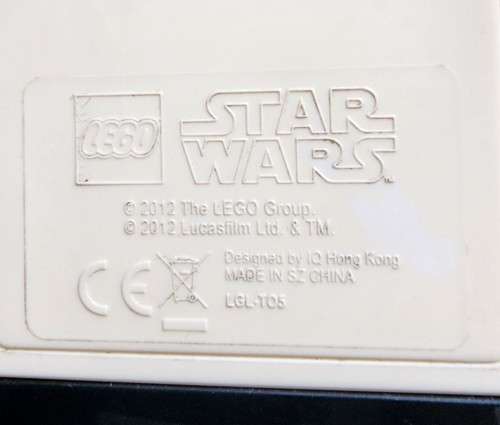 LEGO
STAR
WARS
© 2012 The LEGO Group.
© 2012 Lucasfilm Ltd. & TM.
Designed by IQ Hong Kong
MADE IN SZ CHINA
CE
LGL-TO5